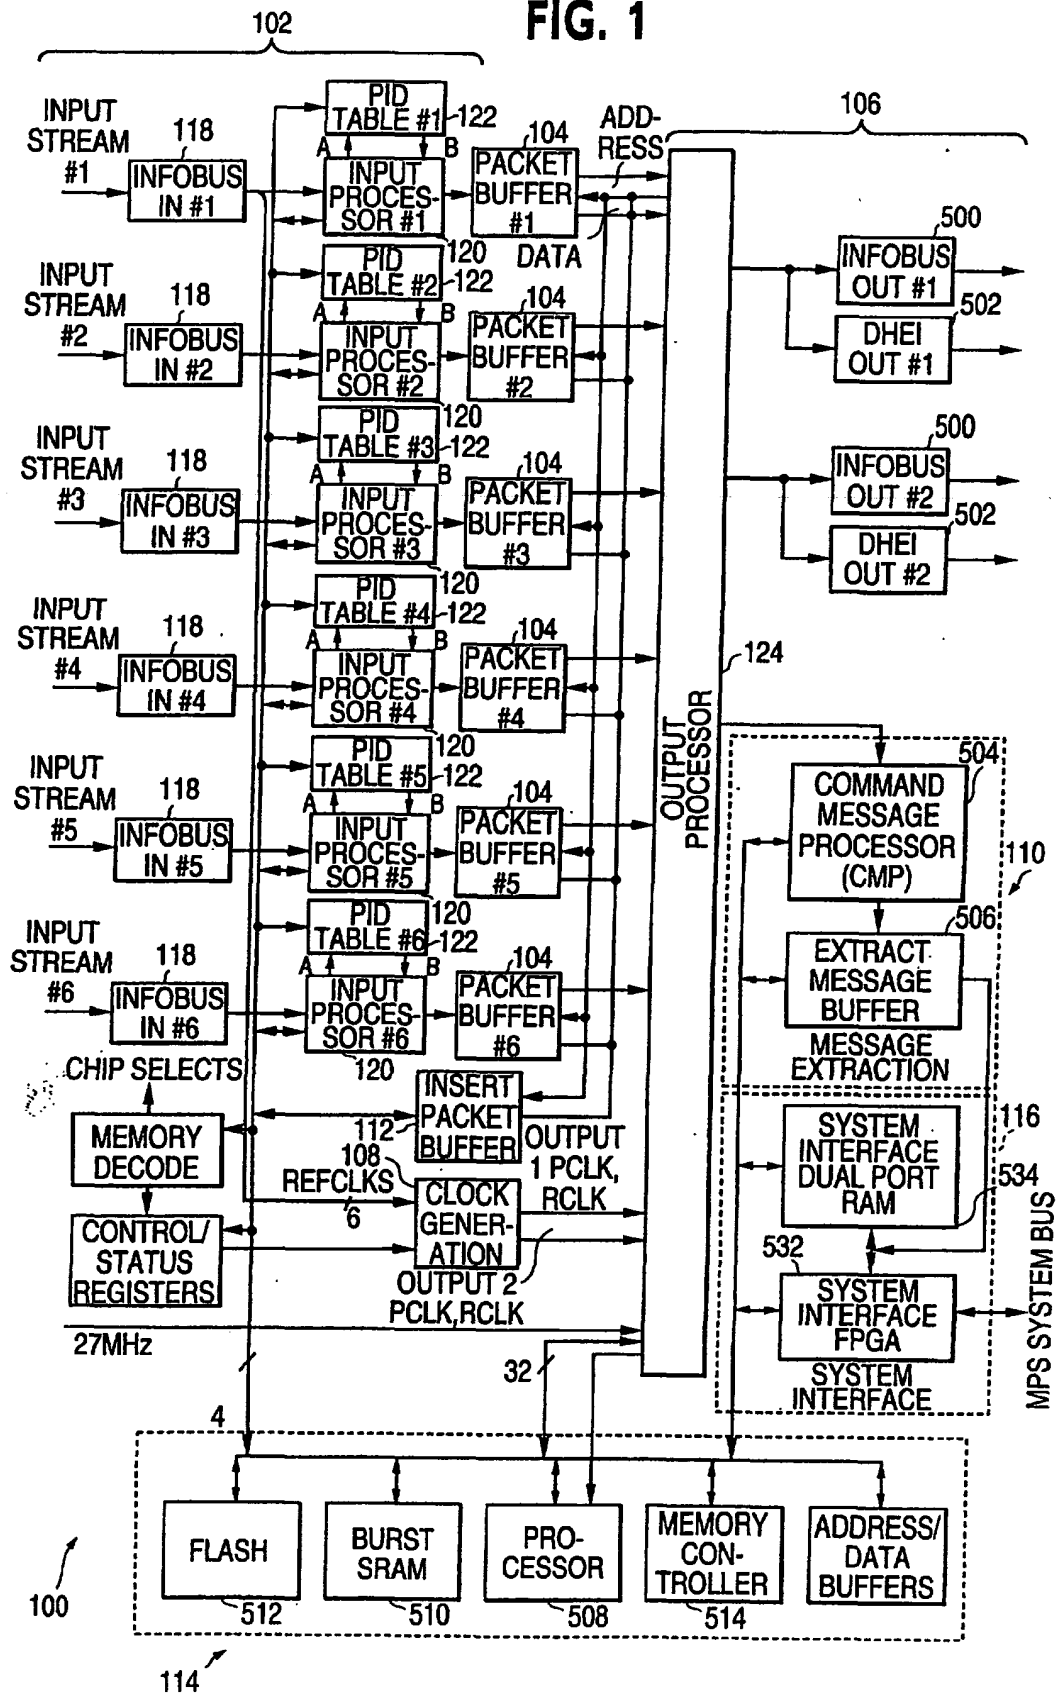 FIG. 1
102
106
INPUT
STREAM
#1
118
INFOBUS
IN #1
PID
TABLE #1
122
A
B
INPUT
PROCES-
SOR #1
120
104
PACKET
BUFFER
#1
ADD-
RESS
DATA
INPUT
STREAM
#2
118
INFOBUS
IN #2
PID
TABLE #2
122
A
B
INPUT
PROCES-
SOR #2
120
104
PACKET
BUFFER
#2
INPUT
STREAM
#3
118
INFOBUS
IN #3
PID
TABLE #3
122
A
B
INPUT
PROCES-
SOR #3
120
104
PACKET
BUFFER
#3
INPUT
STREAM
#4
118
INFOBUS
IN #4
PID
TABLE #4
122
A
B
INPUT
PROCES-
SOR #4
120
104
PACKET
BUFFER
#4
INPUT
STREAM
#5
118
INFOBUS
IN #5
PID
TABLE #5
122
A
B
INPUT
PROCES-
SOR #5
120
104
PACKET
BUFFER
#5
INPUT
STREAM
#6
118
INFOBUS
IN #6
PID
TABLE #6
122
A
B
INPUT
PROCES-
SOR #6
120
104
PACKET
BUFFER
#6
OUTPUT
PROCESSOR
124
500
INFOBUS
OUT #1
502
DHEI
OUT #1
500
INFOBUS
OUT #2
502
DHEI
OUT #2
504
COMMAND
MESSAGE
PROCESSOR
(CMP)
110
506
EXTRACT
MESSAGE
BUFFER
MESSAGE
EXTRACTION
116
SYSTEM
INTERFACE
DUAL PORT
RAM
534
532
SYSTEM
INTERFACE
FPGA
SYSTEM
INTERFACE
MPS SYSTEM BUS
CHIP SELECTS
MEMORY
DECODE
CONTROL/
STATUS
REGISTERS
INSERT
PACKET
BUFFER
112
108
REFCLKS
6
CLOCK
GENER-
ATION
OUTPUT
1 PCLK,
RCLK
OUTPUT 2
PCLK,RCLK
27MHz
32
4
FLASH
512
BURST
SRAM
510
PRO-
CESSOR
508
MEMORY
CON-
TROLLER
514
ADDRESS/
DATA
BUFFERS
100
114